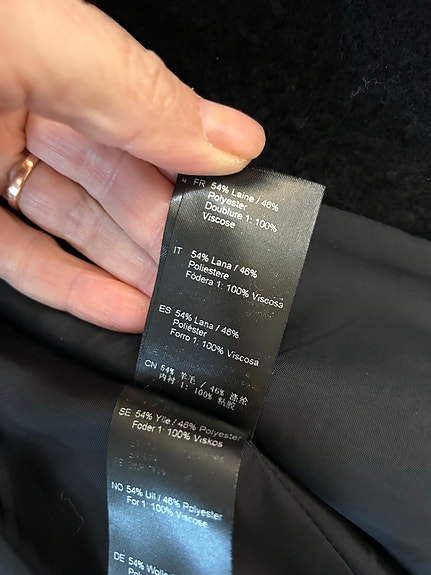 FR 54% Laine / 46%
Polyester
Doublure 1: 100%
Viscose
IT 54% Lana / 46%
Poliestere
Fodera 1: 100% Viscosa
ES 54% Lana / 46%
Poliéster
Forro 1: 100% Viscosa
CN 54% 羊毛 / 46% 涤纶
内衬 1: 100% 粘胶
SE 54% Ylle / 46% Polyester
Foder 1: 100% Viskos
NO 54% Ull / 46% Polyester
For 1: 100% Viscose
DE 54% Wolle